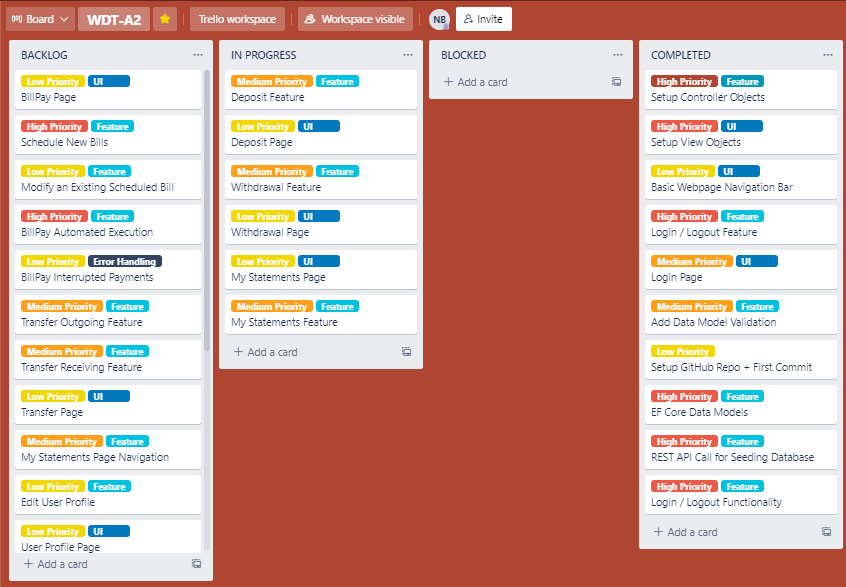 Board WDT-A2 Trello workspace Workspace visible NB Invite
BACKLOG
Low Priority UI
BillPay Page
High Priority Feature
Schedule New Bills
Low Priority Feature
Modify an Existing Scheduled Bill
High Priority Feature
BillPay Automated Execution
Low Priority Error Handling
BillPay Interrupted Payments
Medium Priority Feature
Transfer Outgoing Feature
Medium Priority Feature
Transfer Receiving Feature
Low Priority UI
Transfer Page
Medium Priority Feature
My Statements Page Navigation
Low Priority Feature
Edit User Profile
Low Priority UI
User Profile Page
+ Add a card
IN PROGRESS
Medium Priority Feature
Deposit Feature
Low Priority UI
Deposit Page
Medium Priority Feature
Withdrawal Feature
Low Priority UI
Withdrawal Page
Low Priority UI
My Statements Page
Medium Priority Feature
My Statements Feature
+ Add a card
BLOCKED
+ Add a card
COMPLETED
High Priority Feature
Setup Controller Objects
High Priority UI
Setup View Objects
Low Priority UI
Basic Webpage Navigation Bar
High Priority Feature
Login / Logout Feature
Medium Priority UI
Login Page
Medium Priority Feature
Add Data Model Validation
Low Priority
Setup GitHub Repo + First Commit
High Priority Feature
EF Core Data Models
High Priority Feature
REST API Call for Seeding Database
High Priority Feature
Login / Logout Functionality
+ Add a card